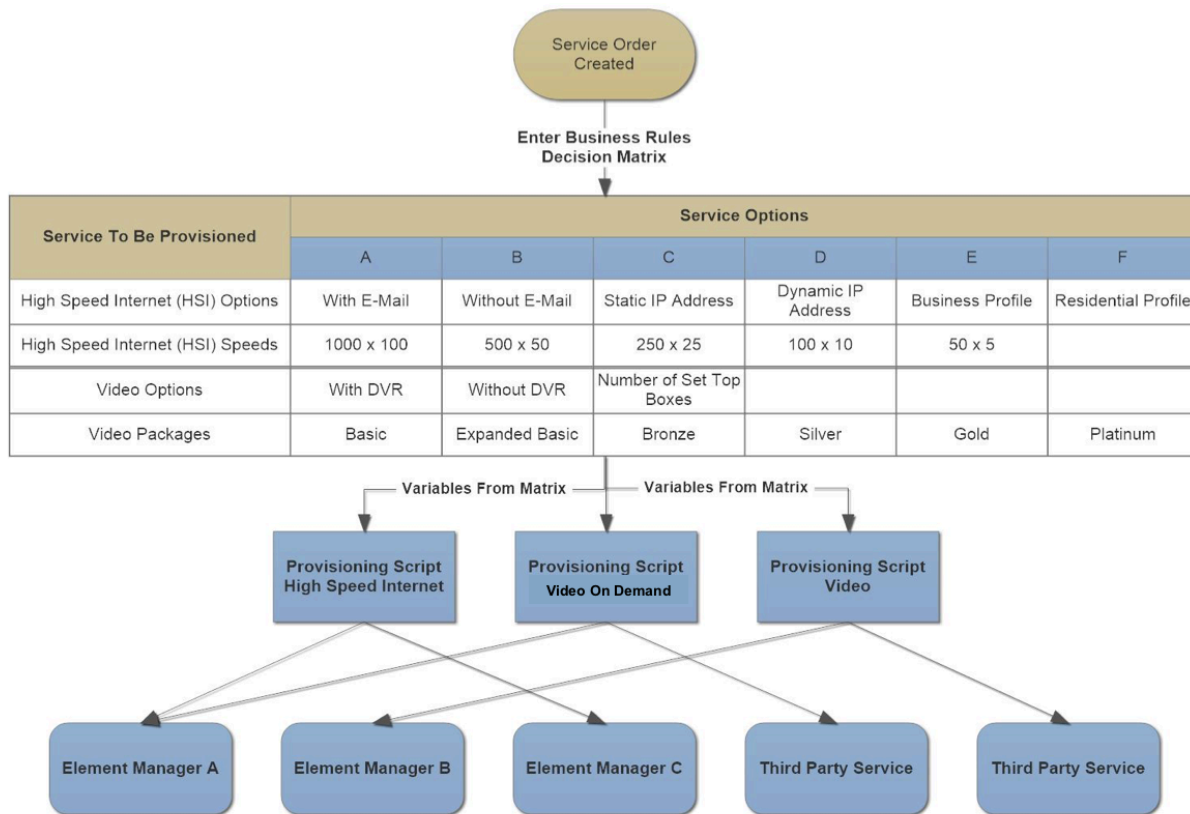 Service Order
Created
Enter Business Rules
Decision Matrix
Service To Be Provisioned
Service Options
A
B
C
D
E
F
High Speed Internet (HSI) Options
With E-Mail
Without E-Mail
Static IP Address
Dynamic IP
Address
Business Profile
Residential Profile
High Speed Internet (HSI) Speeds
1000 x 100
500 x 50
250 x 25
100 x 10
50 x 5
Video Options
With DVR
Without DVR
Number of Set Top
Boxes
Video Packages
Basic
Expanded Basic
Bronze
Silver
Gold
Platinum
Variables From Matrix
Variables From Matrix
Provisioning Script
High Speed Internet
Provisioning Script
Video On Demand
Provisioning Script
Video
Element Manager A
Element Manager B
Element Manager C
Third Party Service
Third Party Service